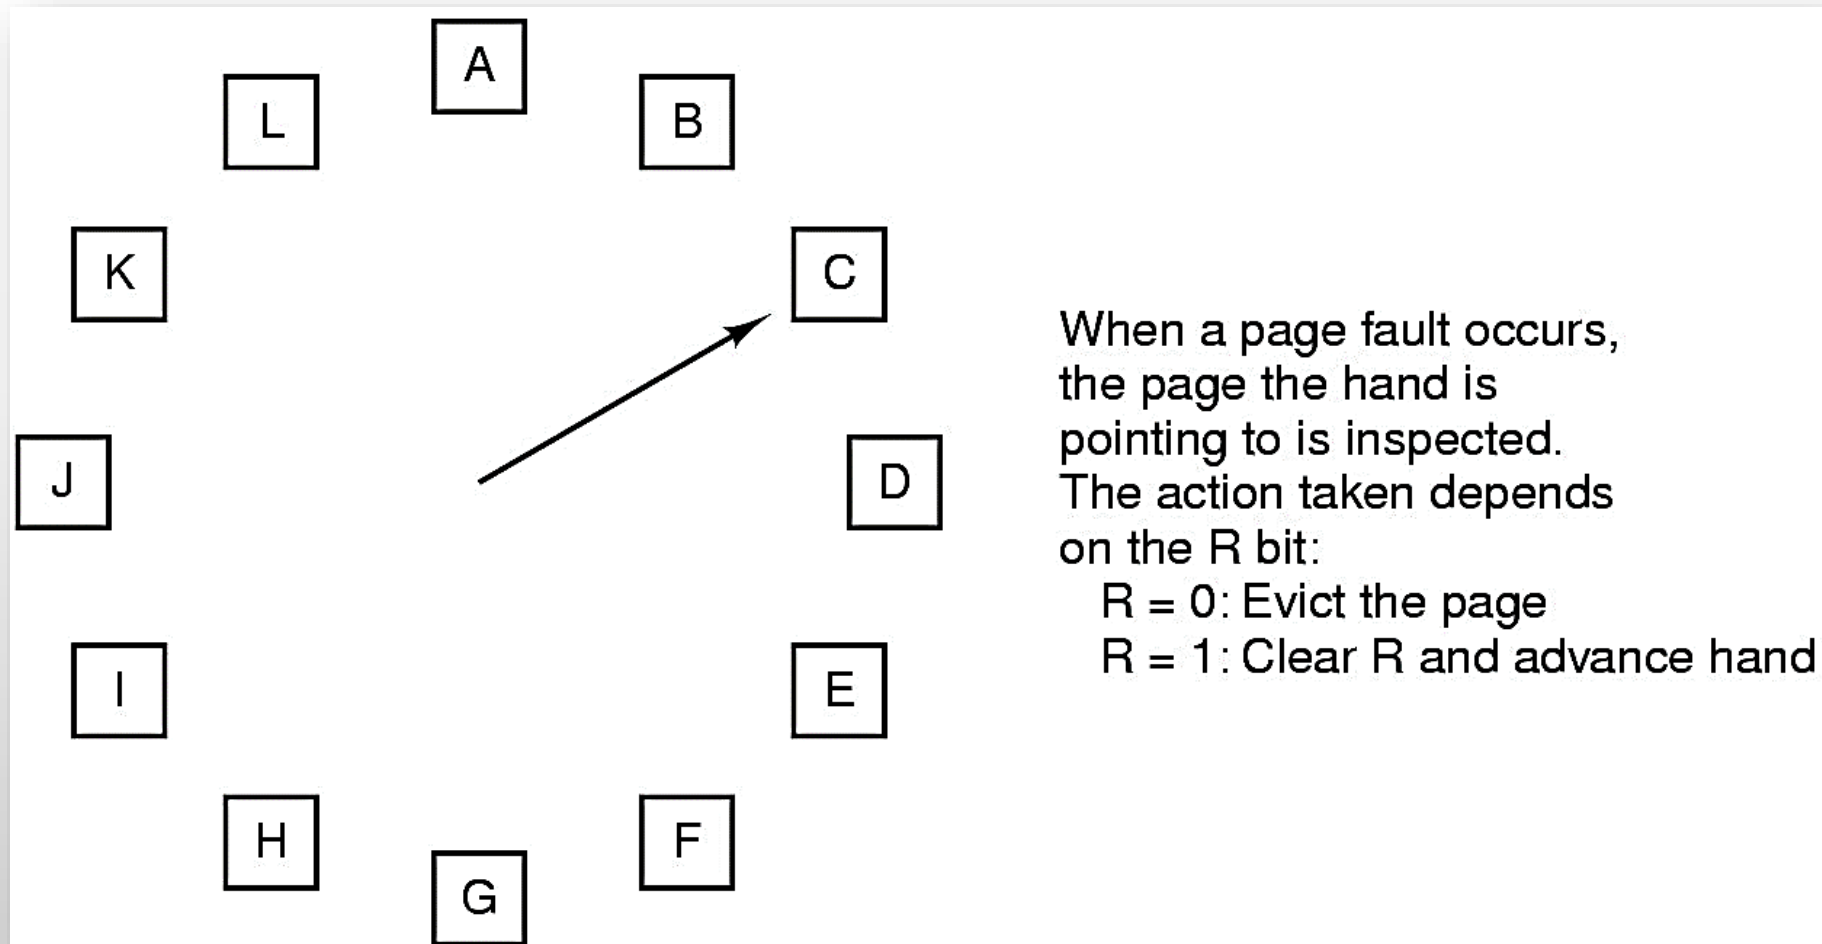 A
L
B
K
C
J
D
I
E
H
F
G
When a page fault occurs,
the page the hand is
pointing to is inspected.
The action taken depends
on the R bit:
R = 0: Evict the page
R = 1: Clear R and advance hand